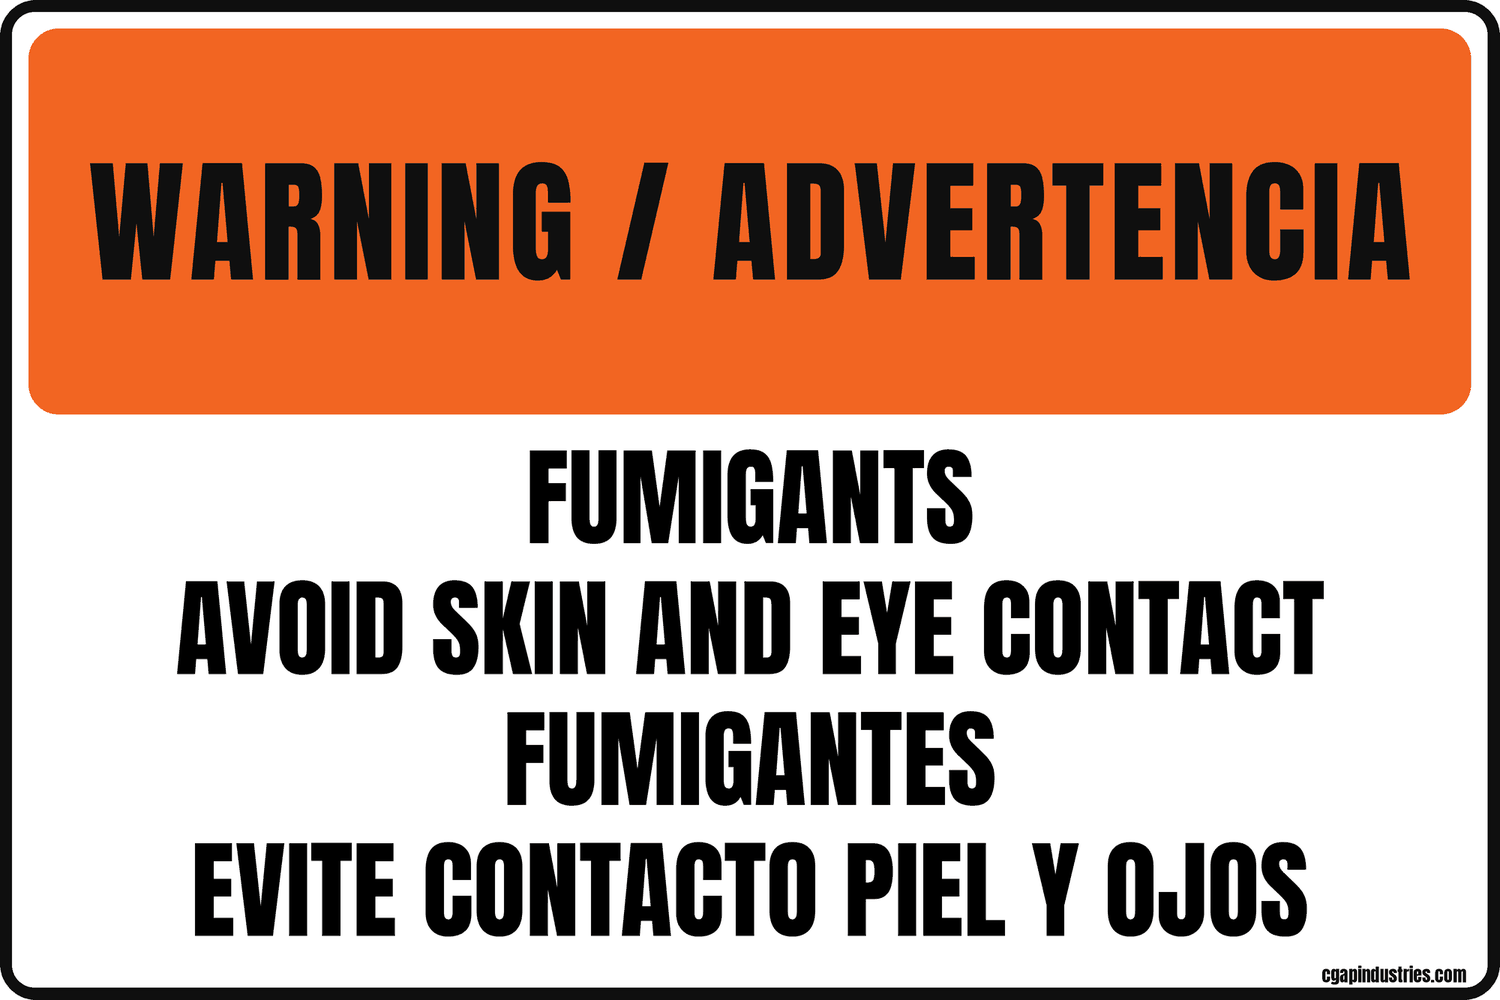 WARNING / ADVERTENCIA
FUMIGANTS
AVOID SKIN AND EYE CONTACT
FUMIGANTES
EVITE CONTACTO PIEL Y OJOS
cgapindustries.com